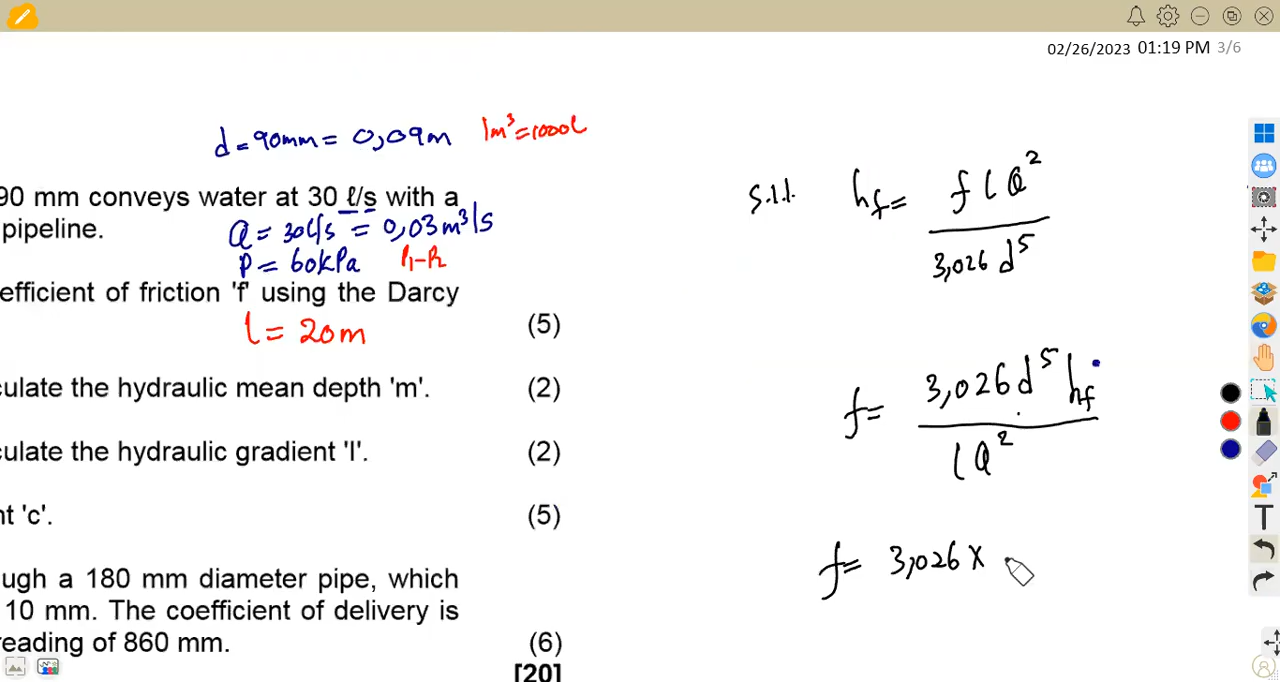 02/26/2023 01:19 PM 3/6
d = 90mm = 0,09m 1m³ = 1000L
90 mm conveys water at 30 ℓ/s with a
pipeline.
Q = 30L/s = 0,03m³/s
P = 60kPa P₁-P₂
efficient of friction 'f' using the Darcy
l = 20m
(5)
culate the hydraulic mean depth 'm'. (2)
culate the hydraulic gradient 'I'. (2)
nt 'c'. (5)
ugh a 180 mm diameter pipe, which
10 mm. The coefficient of delivery is
reading of 860 mm. (6)
[20]
hf = f l Q² / 3,026 d⁵
f = 3,026 d⁵ hf / l Q²
f = 3,026 ×
T